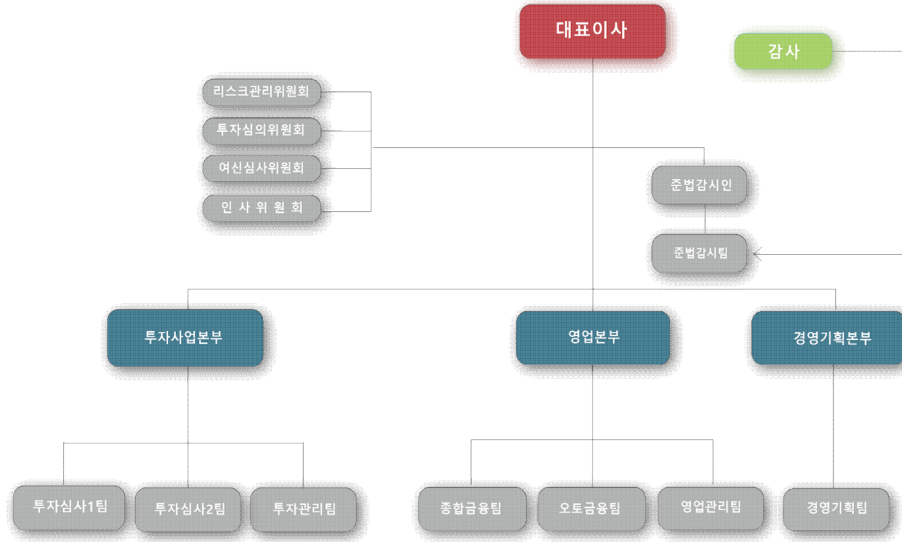 대표이사
감사
리스크관리위원회
투자심의위원회
여신심사위원회
인 사 위 원 회
준법감시인
준법감시팀
투자사업본부
영업본부
경영기획본부
투자심사1팀
투자심사2팀
투자관리팀
종합금융팀
오토금융팀
영업관리팀
경영기획팀